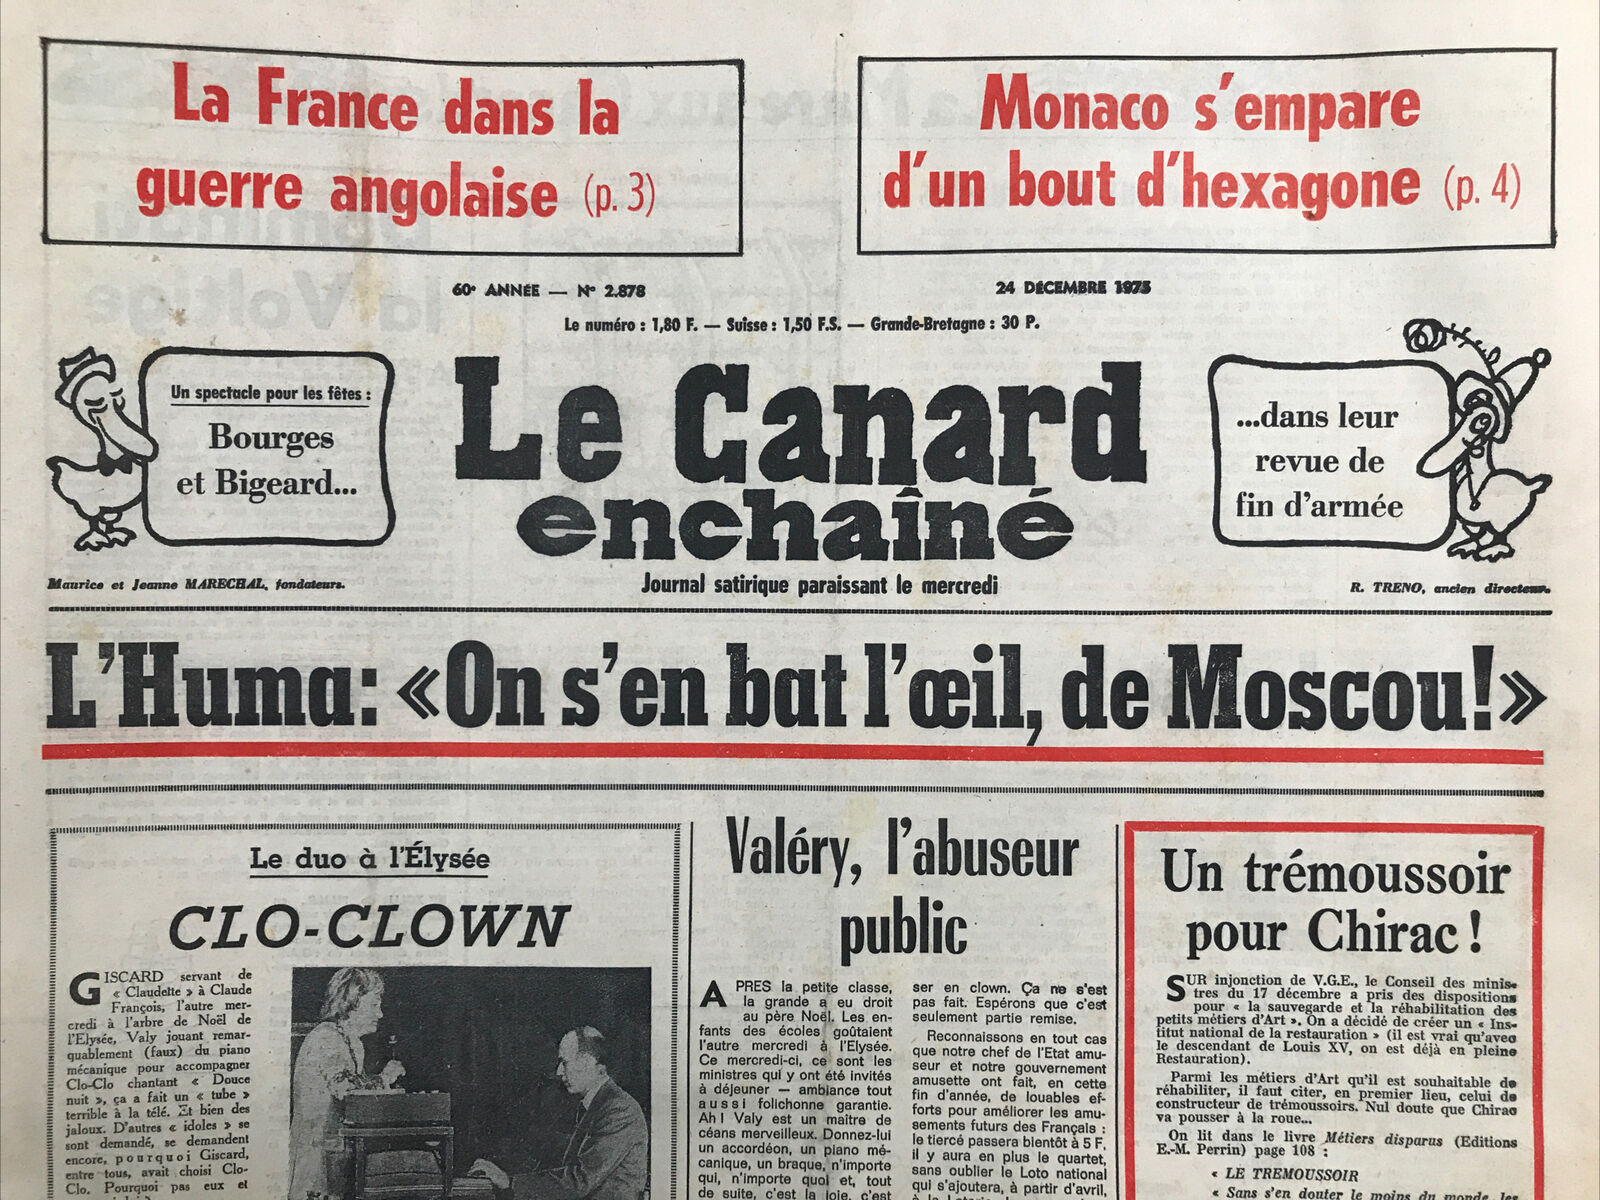 La France dans la
guerre angolaise (p. 3)
Monaco s'empare
d'un bout d'hexagone (p. 4)
60e ANNÉE — No 2.878
24 DÉCEMBRE 1975
Le numéro : 1,80 F. — Suisse : 1,50 F.S. — Grande-Bretagne : 30 P.
Un spectacle pour les fêtes :
Bourges
et Bigeard...
Le Canard
enchaîné
...dans leur
revue de
fin d'armée
Maurice et Jeanne MARECHAL, fondateurs.
Journal satirique paraissant le mercredi
R. TRENO, ancien directeur.
L'Huma: «On s'en bat l'œil, de Moscou!»
Le duo à l'Élysée
CLO-CLOWN
GISCARD servant de
« Claudette » à Claude
François, l'autre mer-
credi à l'arbre de Noël de
l'Elysée, Valy jouant remar-
quablement (faux) du piano
mécanique pour accompagner
Clo-Clo chantant « Douce
nuit », ça a fait un « tube »
terrible à la télé. Et bien des
jaloux. D'autres « idoles » se
sont demandé, se demandent
encore, pourquoi Giscard,
entre tous, avait choisi Clo-
Clo. Pourquoi pas eux et
Valéry, l'abuseur
public
APRES la petite classe,
la grande a eu droit
au père Noël. Les en-
fants des écoles goûtaient
l'autre mercredi à l'Elysée.
Ce mercredi-ci, ce sont les
ministres qui y ont été invités
à déjeuner — ambiance tout
aussi folichonne garantie.
Ah ! Valy est un maître de
céans merveilleux. Donnez-lui
un accordéon, un piano mé-
canique, un braque, n'importe
qui, n'importe quoi et, tout
de suite, c'est la joie, c'est
ser en clown. Ça ne s'est
pas fait. Espérons que c'est
seulement partie remise.
Reconnaissons en tout cas
que notre chef de l'Etat amu-
seur et notre gouvernement
amusette ont fait, en cette
fin d'année, de louables ef-
forts pour améliorer les amu-
sements futurs des Français :
le tiercé passera bientôt à 5 F,
il y aura en plus le quartet,
sans oublier le Loto national
qui s'ajoutera, à partir d'avril,
Un trémoussoir
pour Chirac !
SUR injonction de V.G.E., le Conseil des minis-
tres du 17 décembre a pris des dispositions
pour « la sauvegarde et la réhabilitation des
petits métiers d'Art ». On a décidé de créer un « Ins-
titut national de la restauration » (il est vrai qu'avec
le descendant de Louis XV, on est déjà en pleine
Restauration).
Parmi les métiers d'Art qu'il est souhaitable de
réhabiliter, il faut citer, en premier lieu, celui de
constructeur de trémoussoirs. Nul doute que Chirac
va pousser à la roue...
On lit dans le livre Métiers disparus (Editions
E.-M. Perrin) page 108 :
« LE TREMOUSSOIR
« Sans s'en douter le moins du monde, les